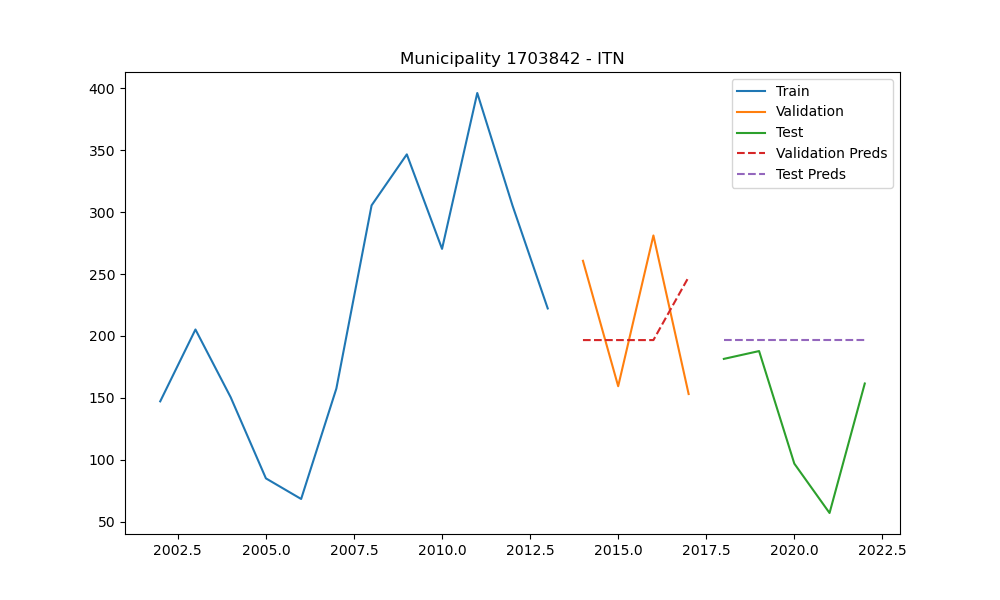 Municipality 1703842 - ITN
400
350
300
250
200
150
100
50
2002.5
2005.0
2007.5
2010.0
2012.5
2015.0
2017.5
2020.0
2022.5
Train
Validation
Test
Validation Preds
Test Preds